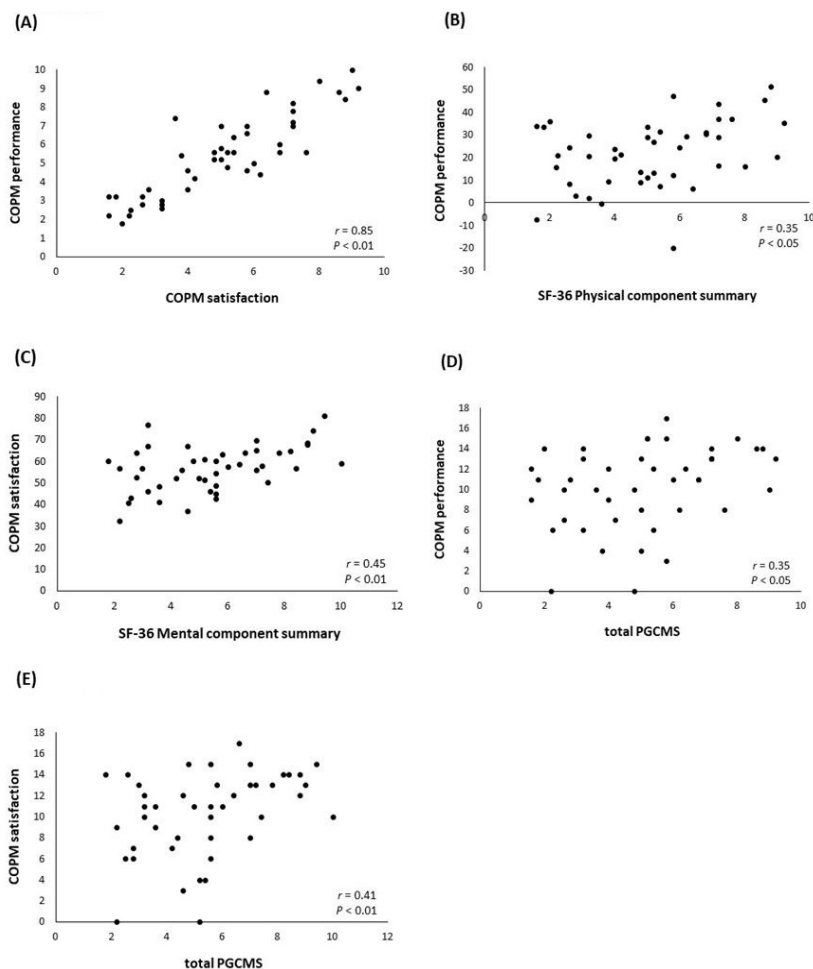 (A)
COPM performance
10
9
8
7
6
5
4
3
2
1
0
0 2 4 6 8 10
r = 0.85
P < 0.01
COPM satisfaction
(B)
COPM performance
60
50
40
30
20
10
0
-10
-20
-30
0 2 4 6 8 10
r = 0.35
P < 0.05
SF-36 Physical component summary
(C)
COPM satisfaction
90
80
70
60
50
40
30
20
10
0
0 2 4 6 8 10 12
r = 0.45
P < 0.01
SF-36 Mental component summary
(D)
COPM performance
18
16
14
12
10
8
6
4
2
0
0 2 4 6 8 10
r = 0.35
P < 0.05
total PGCMS
(E)
COPM satisfaction
18
16
14
12
10
8
6
4
2
0
0 2 4 6 8 10 12
r = 0.41
P < 0.01
total PGCMS